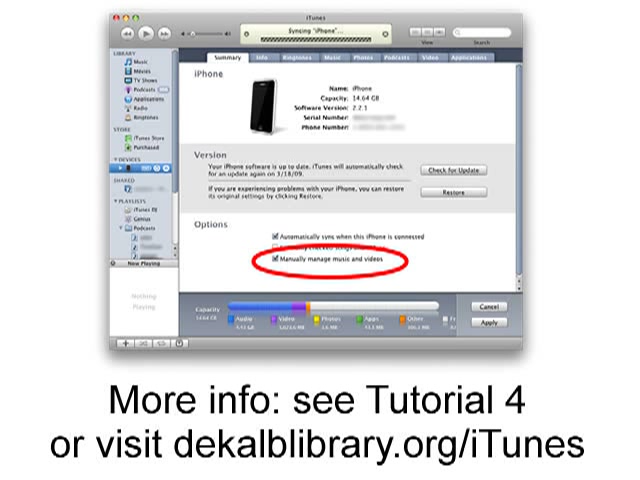 iTunes
Syncing "iPhone"...
View
Search
Summary Info Ringtones Music Photos Podcasts Video Applications
LIBRARY
Music
Movies
TV Shows
Podcasts
Applications
Radio
Ringtones
STORE
iTunes Store
Purchased
DEVICES
SHARED
PLAYLISTS
iTunes DJ
Genius
Podcasts
Now Playing
Nothing
Playing
iPhone
Name: iPhone
Capacity: 14.64 GB
Software Version: 2.2.1
Serial Number:
Phone Number:
Version
Your iPhone software is up to date. iTunes will automatically check
for an update again on 3/18/09.
Check for Update
If you are experiencing problems with your iPhone, you can restore
its original settings by clicking Restore.
Restore
Options
Automatically sync when this iPhone is connected
Manually manage music and videos
Capacity
14.64 GB
Audio
Video
Photos
Apps
Other
Cancel
Apply
More info: see Tutorial 4
or visit dekalblibrary.org/iTunes